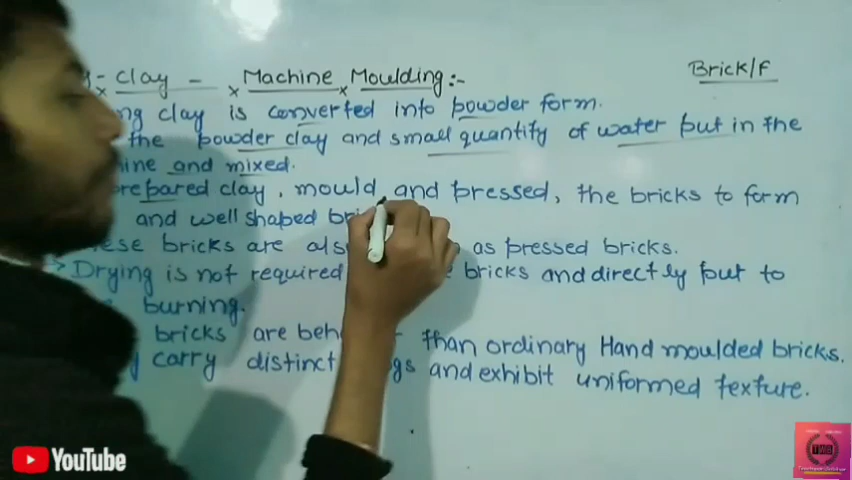 Clay - Machine Moulding:-
Brick/F
clay is converted into powder form.
the powder clay and small quantity of water put in the
and mixed.
prepared clay, mould and pressed, the bricks to form
and well shaped
bricks are as pressed bricks.
Drying is not required bricks and directly put to
burning.
bricks are than ordinary Hand moulded bricks.
carry distinct and exhibit uniformed texture.
YouTube
TNB